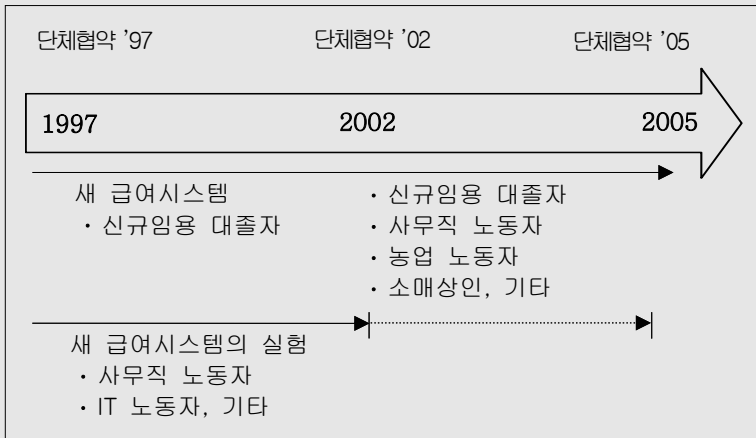 단체협약 ’97 단체협약 ’02 단체협약 ’05
1997 2002 2005
새 급여시스템
・신규임용 대졸자
・신규임용 대졸자
・사무직 노동자
・농업 노동자
・소매상인, 기타
새 급여시스템의 실험
・사무직 노동자
・IT 노동자, 기타